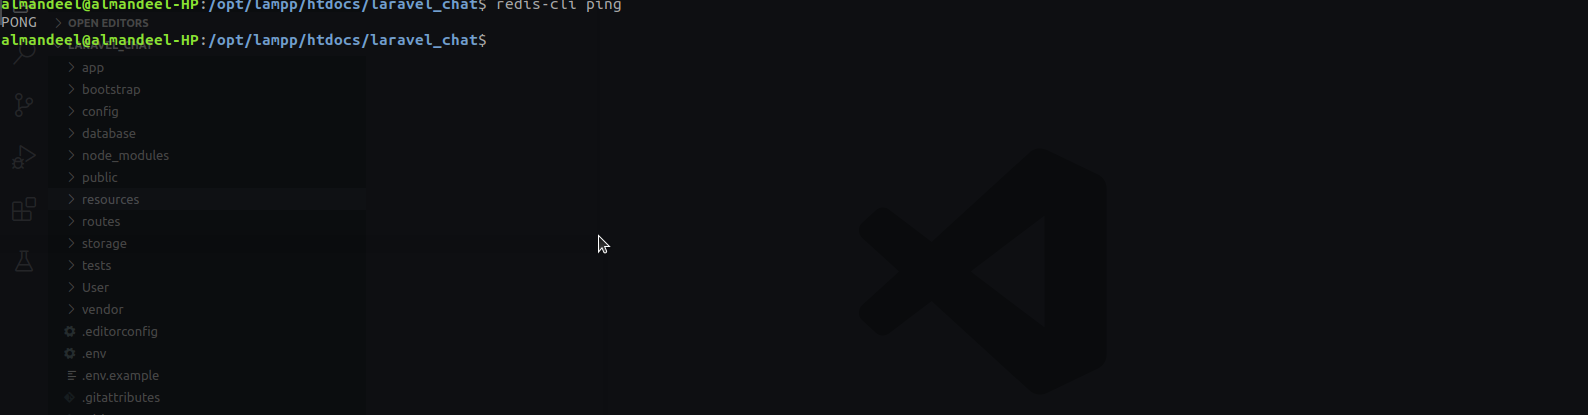 almandeel@almandeel-HP:/opt/lampp/htdocs/laravel_chat$ redis-cli ping
PONG
OPEN EDITORS
almandeel@almandeel-HP:/opt/lampp/htdocs/laravel_chat$
LARAVEL_CHAT
app
bootstrap
config
database
node_modules
public
resources
routes
storage
tests
User
vendor
.editorconfig
.env
.env.example
.gitattributes